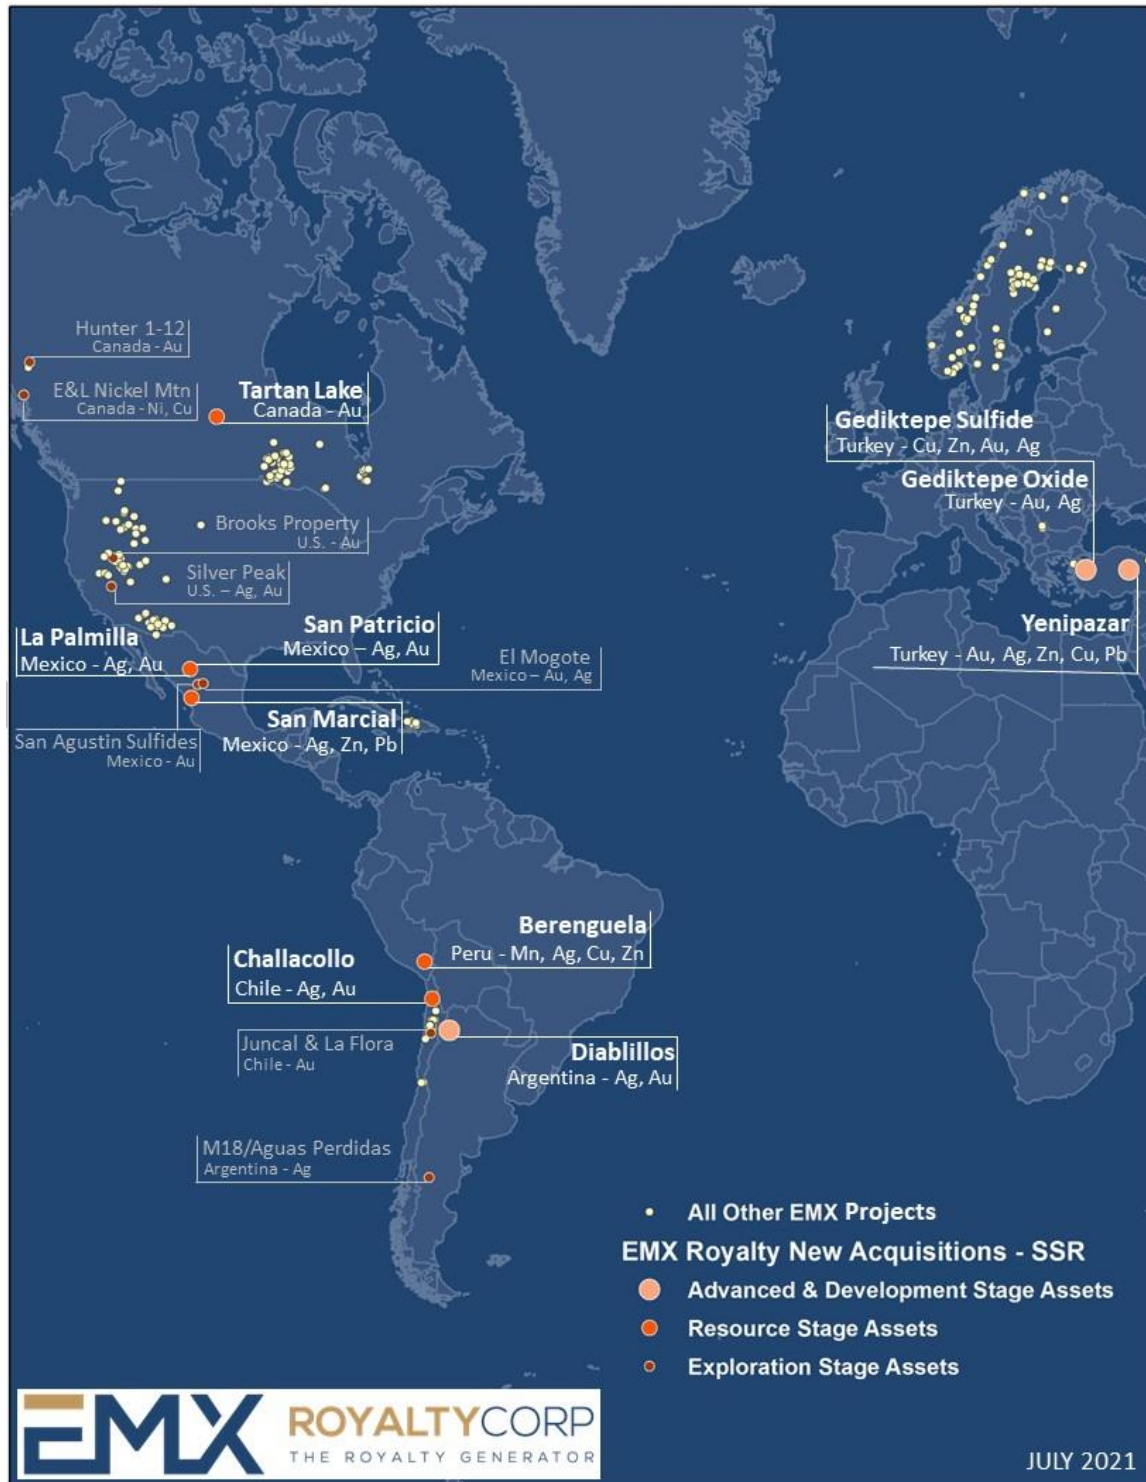 Hunter 1-12
Canada - Au
E&L Nickel Mtn
Canada - Ni, Cu
Tartan Lake
Canada - Au
Gediktepe Sulfide
Turkey - Cu, Zn, Au, Ag
Gediktepe Oxide
Turkey - Au, Ag
Brooks Property
U.S. - Au
Silver Peak
U.S. – Ag, Au
La Palmilla
Mexico - Ag, Au
San Patricio
Mexico – Ag, Au
El Mogote
Mexico – Au, Ag
Yenipazar
Turkey - Au, Ag, Zn, Cu, Pb
San Agustin Sulfides
Mexico - Au
San Marcial
Mexico - Ag, Zn, Pb
Berenguela
Peru - Mn, Ag, Cu, Zn
Challacollo
Chile - Ag, Au
Juncal & La Flora
Chile - Au
Diablillos
Argentina - Ag, Au
M18/Aguas Perdidas
Argentina - Ag
All Other EMX Projects
EMX Royalty New Acquisitions - SSR
Advanced & Development Stage Assets
Resource Stage Assets
Exploration Stage Assets
EMX ROYALTYCORP
THE ROYALTY GENERATOR
JULY 2021